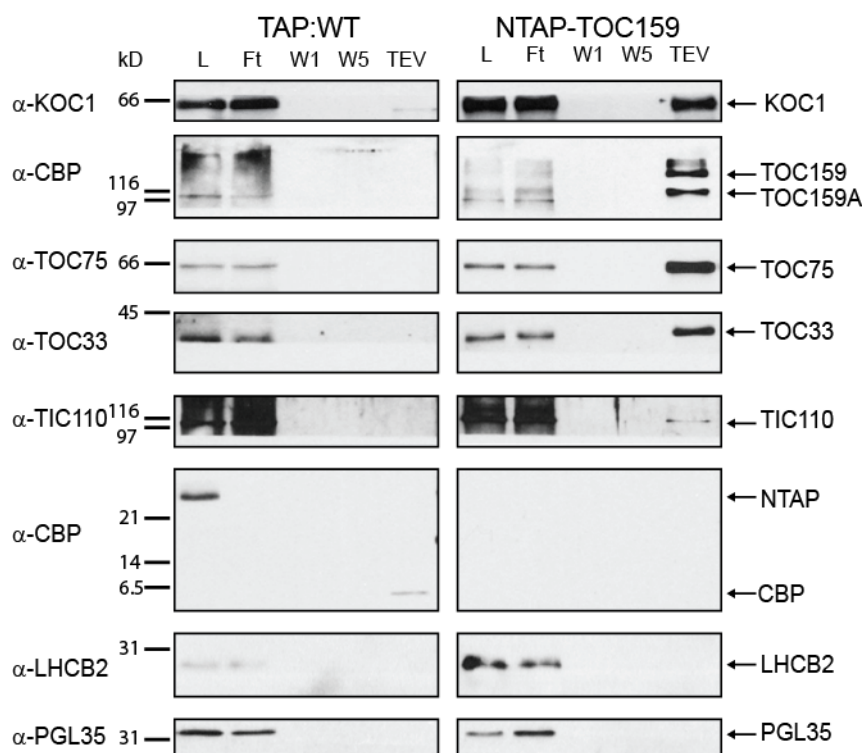 TAP:WT NTAP-TOC159
kD L Ft W1 W5 TEV L Ft W1 W5 TEV
α-KOC1 66 KOC1
α-CBP 116 97 TOC159 TOC159A
α-TOC75 66 TOC75
45
α-TOC33 TOC33
α-TIC110 116 97 TIC110
NTAP
21
α-CBP
14
6.5 CBP
31
α-LHCB2 LHCB2
α-PGL35 31 PGL35